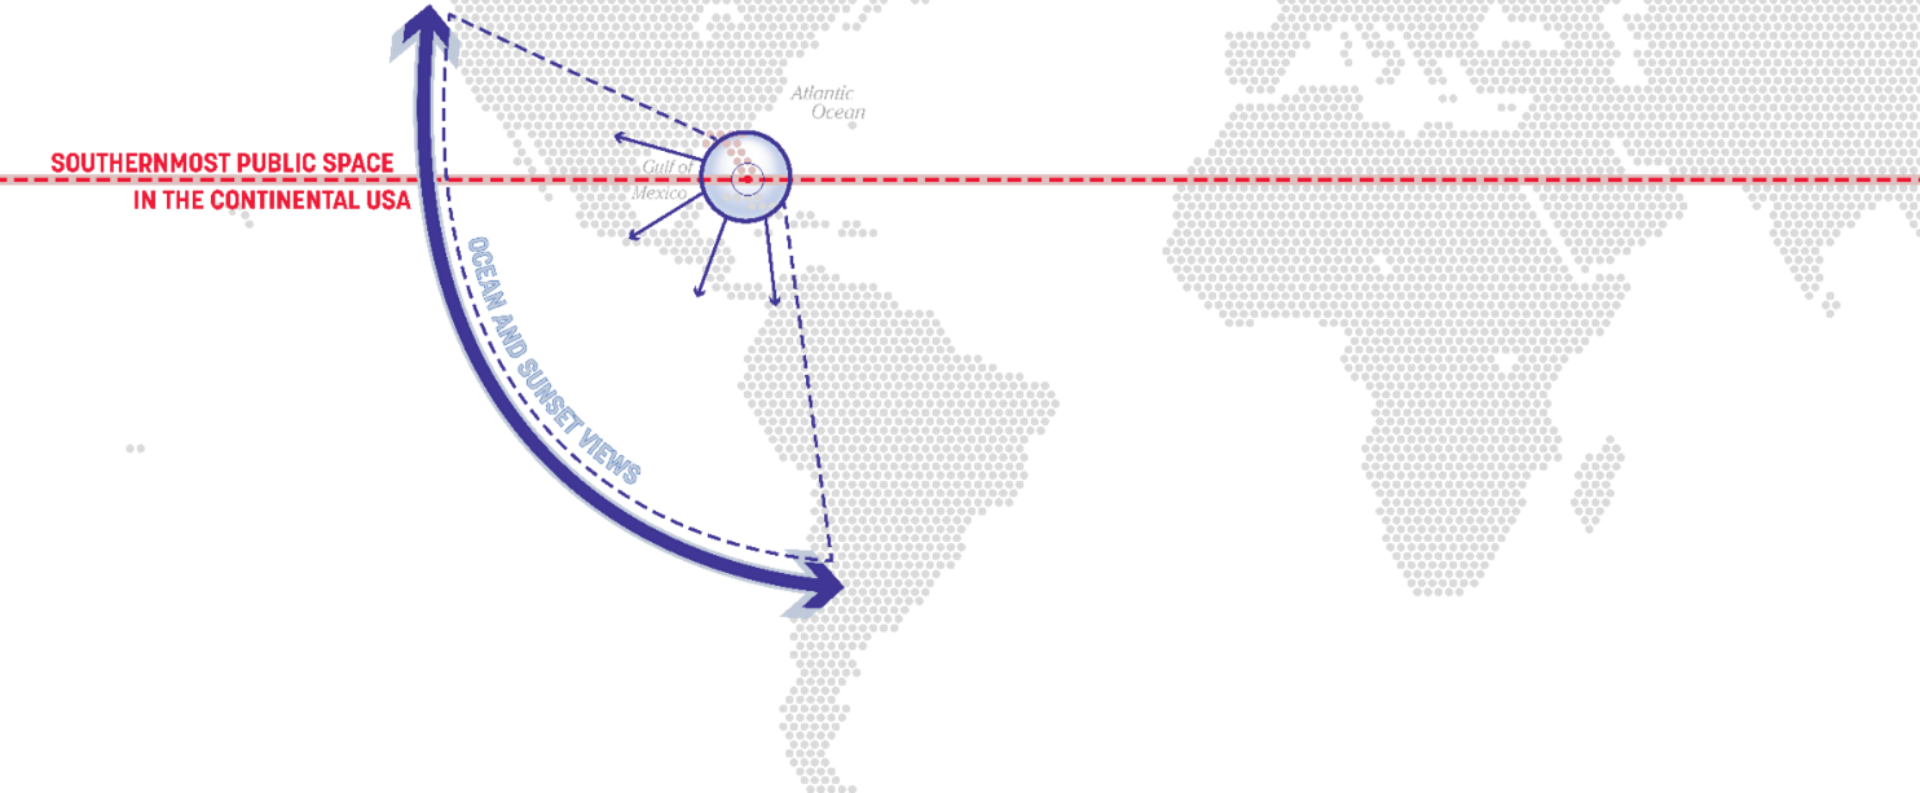 Atlantic
Ocean
SOUTHERNMOST PUBLIC SPACE
IN THE CONTINENTAL USA
Gulf of
Mexico
OCEAN AND SUNSET VIEWS